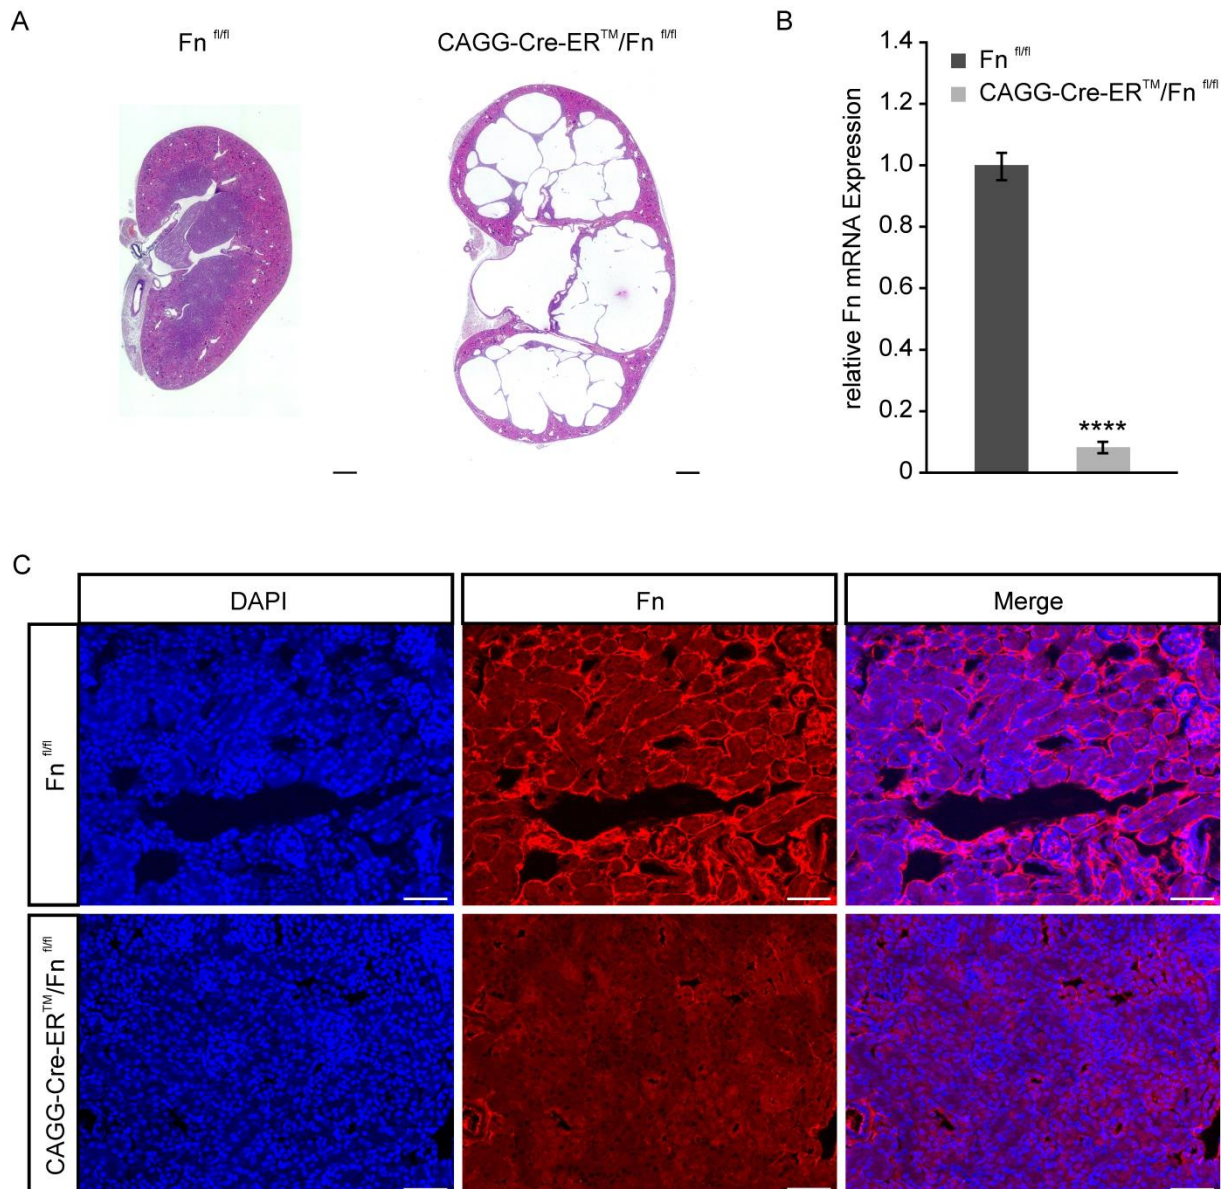 A
Fn fl/fl
CAGG-Cre-ER™/Fn fl/fl
B
1.4
1.2
1.0
0.8
0.6
0.4
0.2
0
relative Fn mRNA Expression
Fn fl/fl
CAGG-Cre-ER™/Fn fl/fl
****
C
DAPI
Fn
Merge
Fn fl/fl
CAGG-Cre-ER™/Fn fl/fl